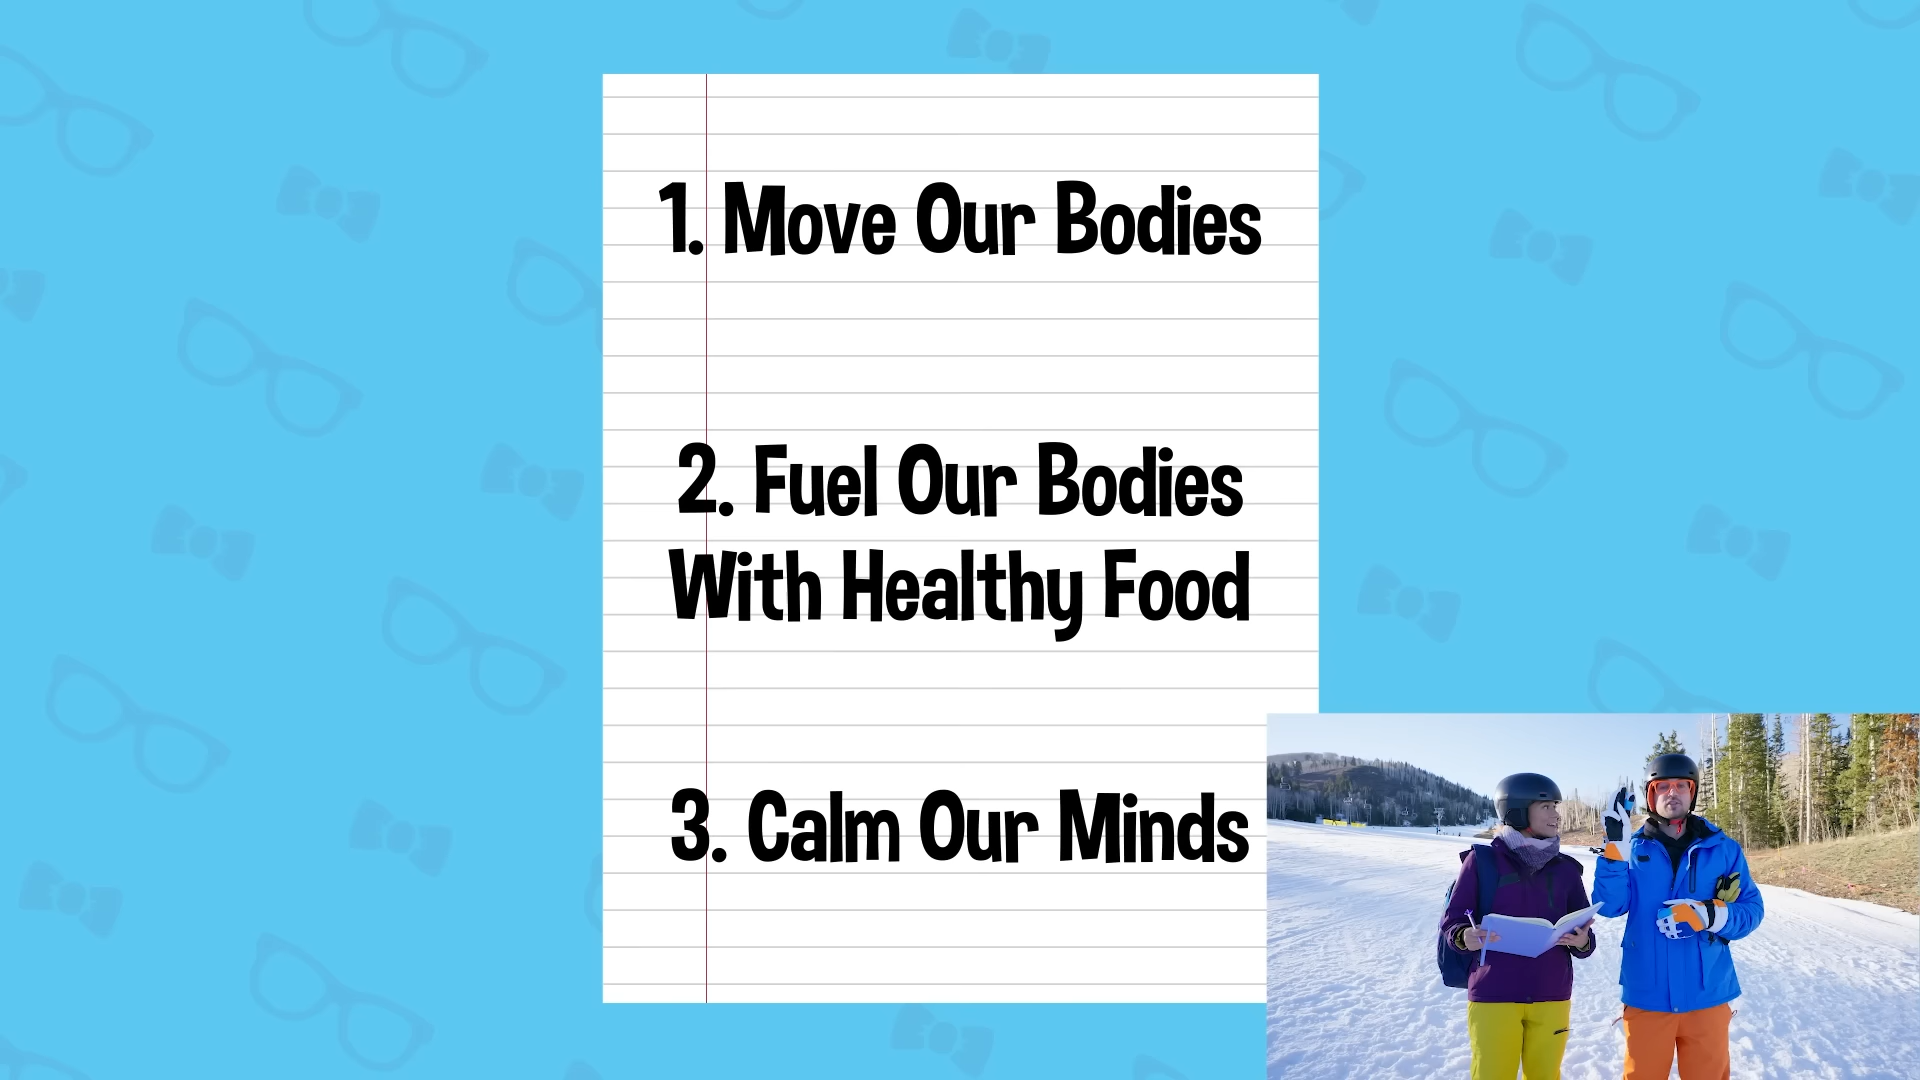 1. Move Our Bodies
2. Fuel Our Bodies
With Healthy Food
3. Calm Our Minds